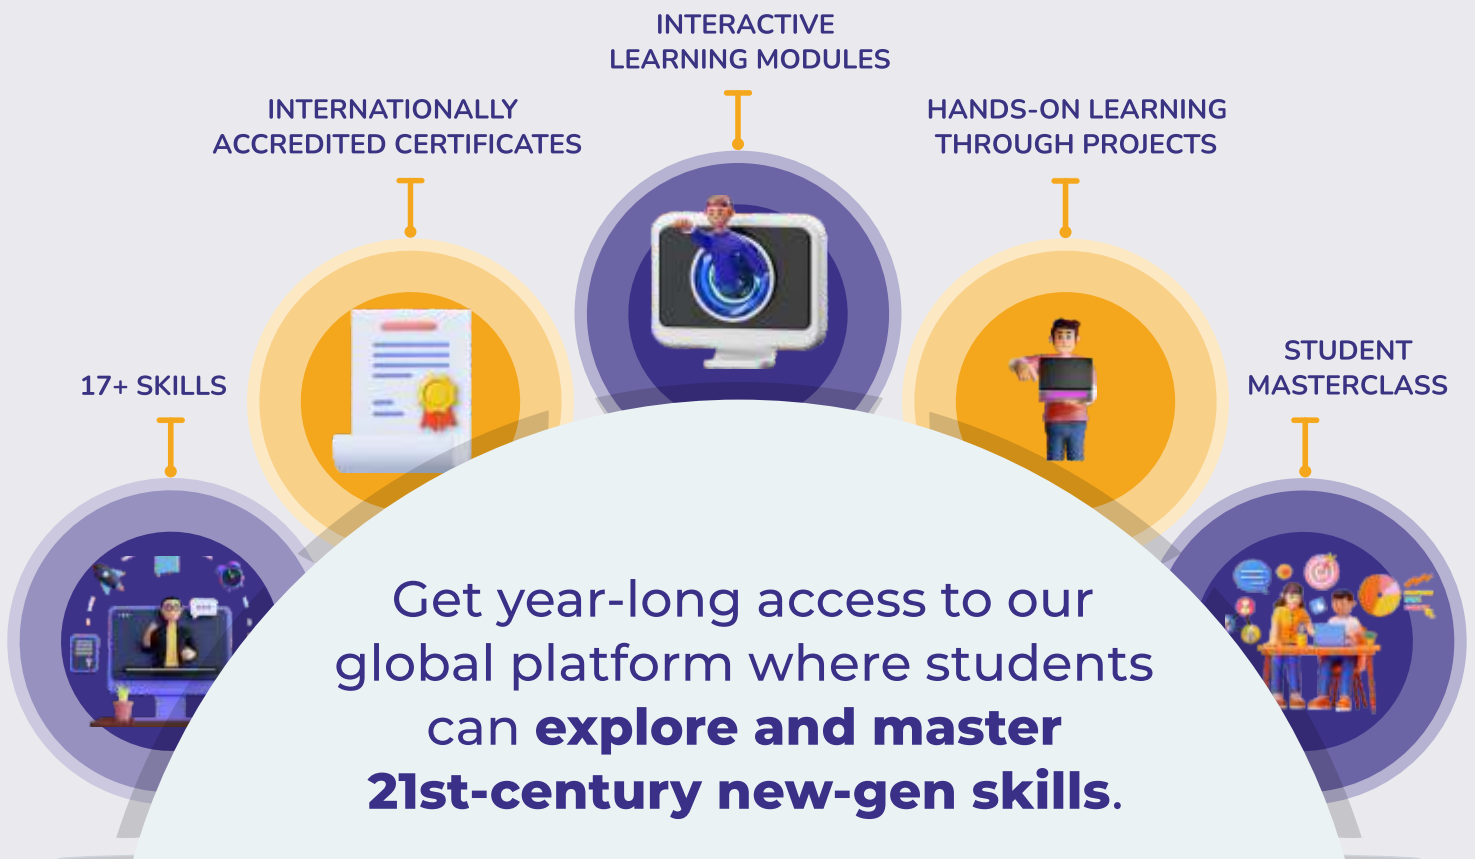 INTERACTIVE
LEARNING MODULES
INTERNATIONALLY
ACCREDITED CERTIFICATES
HANDS-ON LEARNING
THROUGH PROJECTS
17+ SKILLS
STUDENT
MASTERCLASS
Get year-long access to our
global platform where students
can explore and master
21st-century new-gen skills.